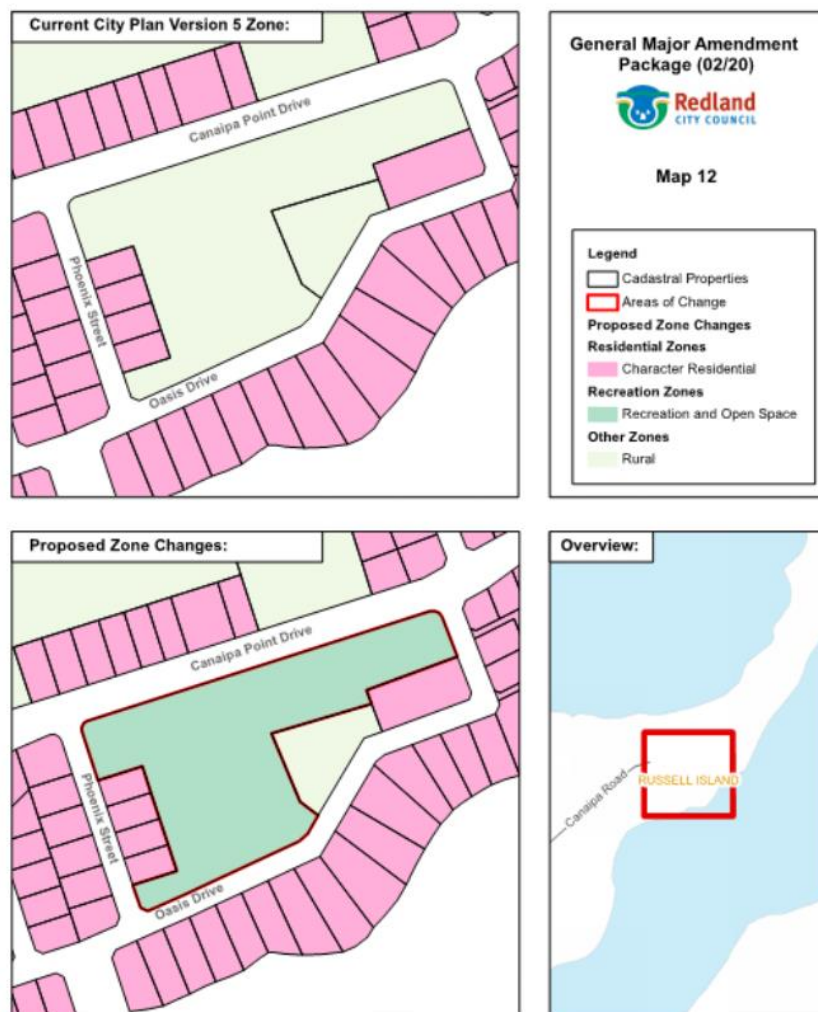 Current City Plan Version 5 Zone:
Canaipa Point Drive
Phoenix Street
Oasis Drive
General Major Amendment
Package (02/20)
Redland
CITY COUNCIL
Map 12
Legend
Cadastral Properties
Areas of Change
Proposed Zone Changes
Residential Zones
Character Residential
Recreation Zones
Recreation and Open Space
Other Zones
Rural
Proposed Zone Changes:
Canaipa Point Drive
Phoenix Street
Oasis Drive
Overview:
RUSSELL ISLAND
Canaipa Road